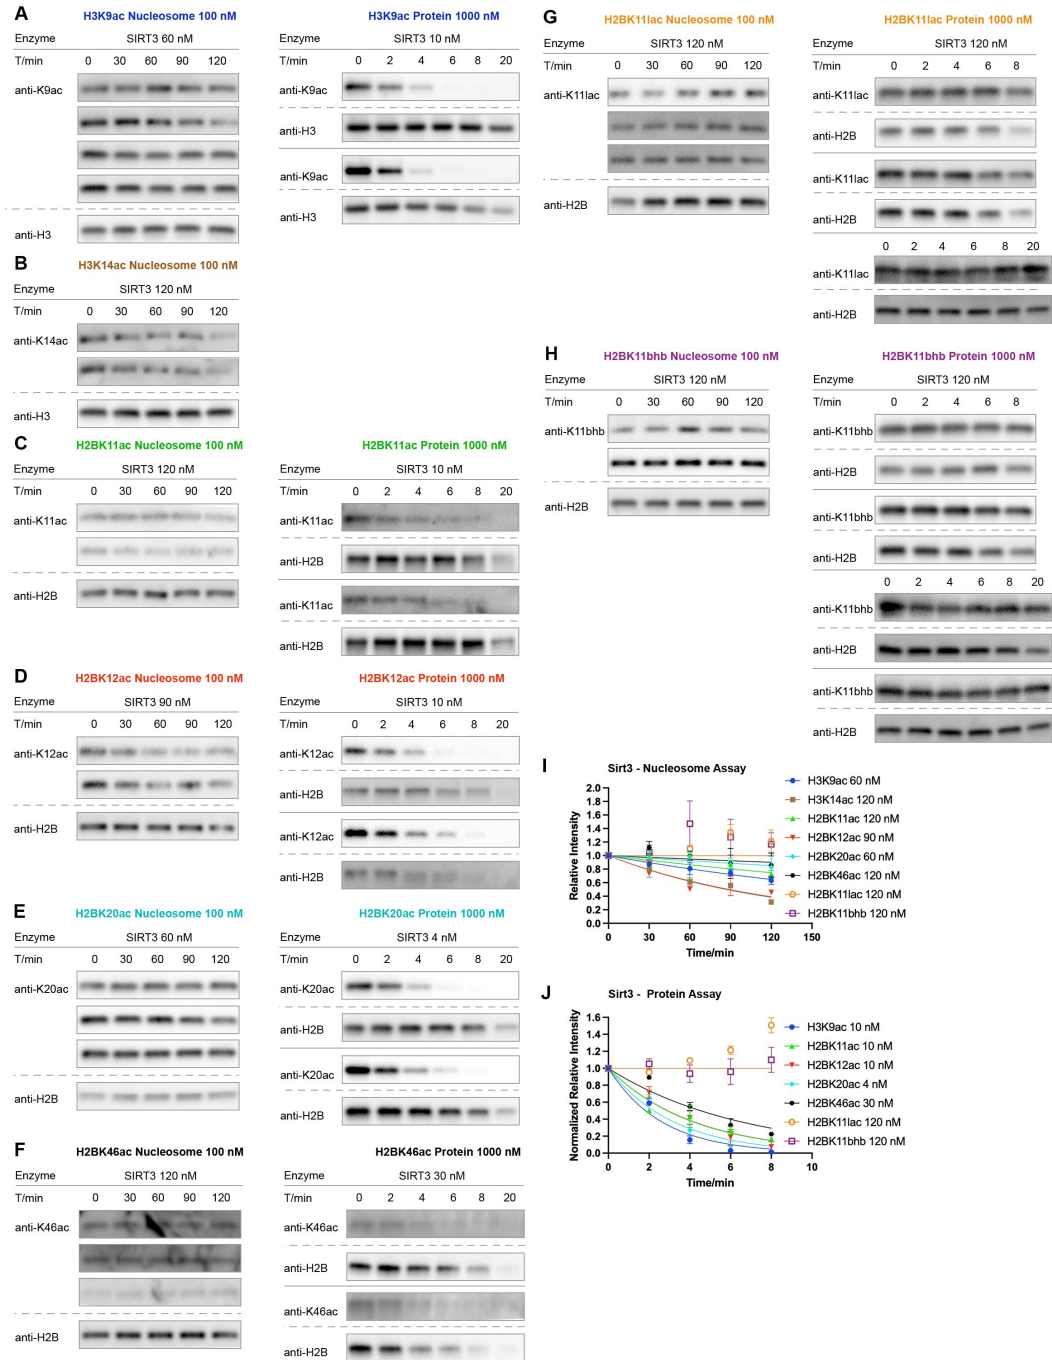 A
H3K9ac Nucleosome 100 nM
Enzyme SIRT3 60 nM
T/min 0 30 60 90 120
anti-K9ac
anti-H3
H3K9ac Protein 1000 nM
Enzyme SIRT3 10 nM
T/min 0 2 4 6 8 20
anti-K9ac
anti-H3
anti-K9ac
anti-H3
B
H3K14ac Nucleosome 100 nM
Enzyme SIRT3 120 nM
T/min 0 30 60 90 120
anti-K14ac
anti-H3
C
H2BK11ac Nucleosome 100 nM
Enzyme SIRT3 120 nM
T/min 0 30 60 90 120
anti-K11ac
anti-H2B
H2BK11ac Protein 1000 nM
Enzyme SIRT3 10 nM
T/min 0 2 4 6 8 20
anti-K11ac
anti-H2B
anti-K11ac
anti-H2B
D
H2BK12ac Nucleosome 100 nM
Enzyme SIRT3 90 nM
T/min 0 30 60 90 120
anti-K12ac
anti-H2B
H2BK12ac Protein 1000 nM
Enzyme SIRT3 10 nM
T/min 0 2 4 6 8 20
anti-K12ac
anti-H2B
anti-K12ac
anti-H2B
E
H2BK20ac Nucleosome 100 nM
Enzyme SIRT3 60 nM
T/min 0 30 60 90 120
anti-K20ac
anti-H2B
H2BK20ac Protein 1000 nM
Enzyme SIRT3 4 nM
T/min 0 2 4 6 8 20
anti-K20ac
anti-H2B
anti-K20ac
anti-H2B
F
H2BK46ac Nucleosome 100 nM
Enzyme SIRT3 120 nM
T/min 0 30 60 90 120
anti-K46ac
anti-H2B
H2BK46ac Protein 1000 nM
Enzyme SIRT3 30 nM
T/min 0 2 4 6 8 20
anti-K46ac
anti-H2B
anti-K46ac
anti-H2B
G
H2BK11lac Nucleosome 100 nM
Enzyme SIRT3 120 nM
T/min 0 30 60 90 120
anti-K11lac
anti-H2B
H2BK11lac Protein 1000 nM
Enzyme SIRT3 120 nM
T/min 0 2 4 6 8
anti-K11lac
anti-H2B
anti-K11lac
anti-H2B
0 2 4 6 8 20
anti-K11lac
anti-H2B
H
H2BK11bhb Nucleosome 100 nM
Enzyme SIRT3 120 nM
T/min 0 30 60 90 120
anti-K11bhb
anti-H2B
H2BK11bhb Protein 1000 nM
Enzyme SIRT3 120 nM
T/min 0 2 4 6 8
anti-K11bhb
anti-H2B
anti-K11bhb
anti-H2B
0 2 4 6 8 20
anti-K11bhb
anti-H2B
anti-K11bhb
anti-H2B
I
Sirt3 - Nucleosome Assay
Relative Intensity
2.0
1.8
1.6
1.4
1.2
1.0
0.8
0.6
0.4
0.2
0.0
0 30 60 90 120 150
Time/min
H3K9ac 60 nM
H3K14ac 120 nM
H2BK11ac 120 nM
H2BK12ac 90 nM
H2BK20ac 60 nM
H2BK46ac 120 nM
H2BK11lac 120 nM
H2BK11bhb 120 nM
J
Sirt3 - Protein Assay
Normalized Relative Intensity
1.6
1.4
1.2
1.0
0.8
0.6
0.4
0.2
0.0
0 2 4 6 8 10
Time/min
H3K9ac 10 nM
H2BK11ac 10 nM
H2BK12ac 10 nM
H2BK20ac 4 nM
H2BK46ac 30 nM
H2BK11lac 120 nM
H2BK11bhb 120 nM